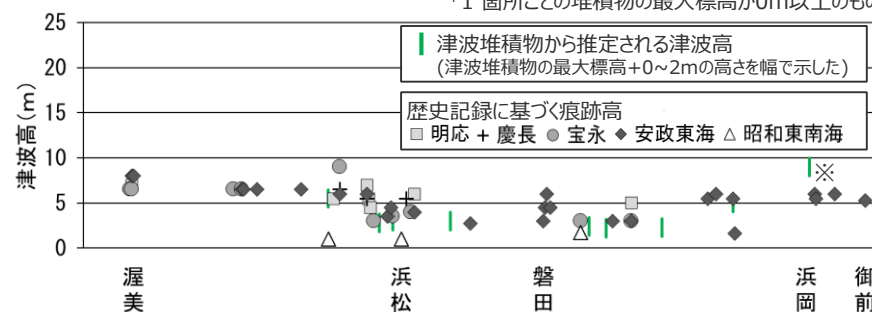 *1 箇所ごとの堆積物の最大標高が0m以上のもの
津波高(m)
25
20
15
10
5
0
津波堆積物から推定される津波高
(津波堆積物の最大標高+0~2mの高さを幅で示した)
歴史記録に基づく痕跡高
□ 明応 + 慶長 ● 宝永 ◆ 安政東海 △ 昭和東南海
※
渥美
浜松
磐田
浜岡
御前